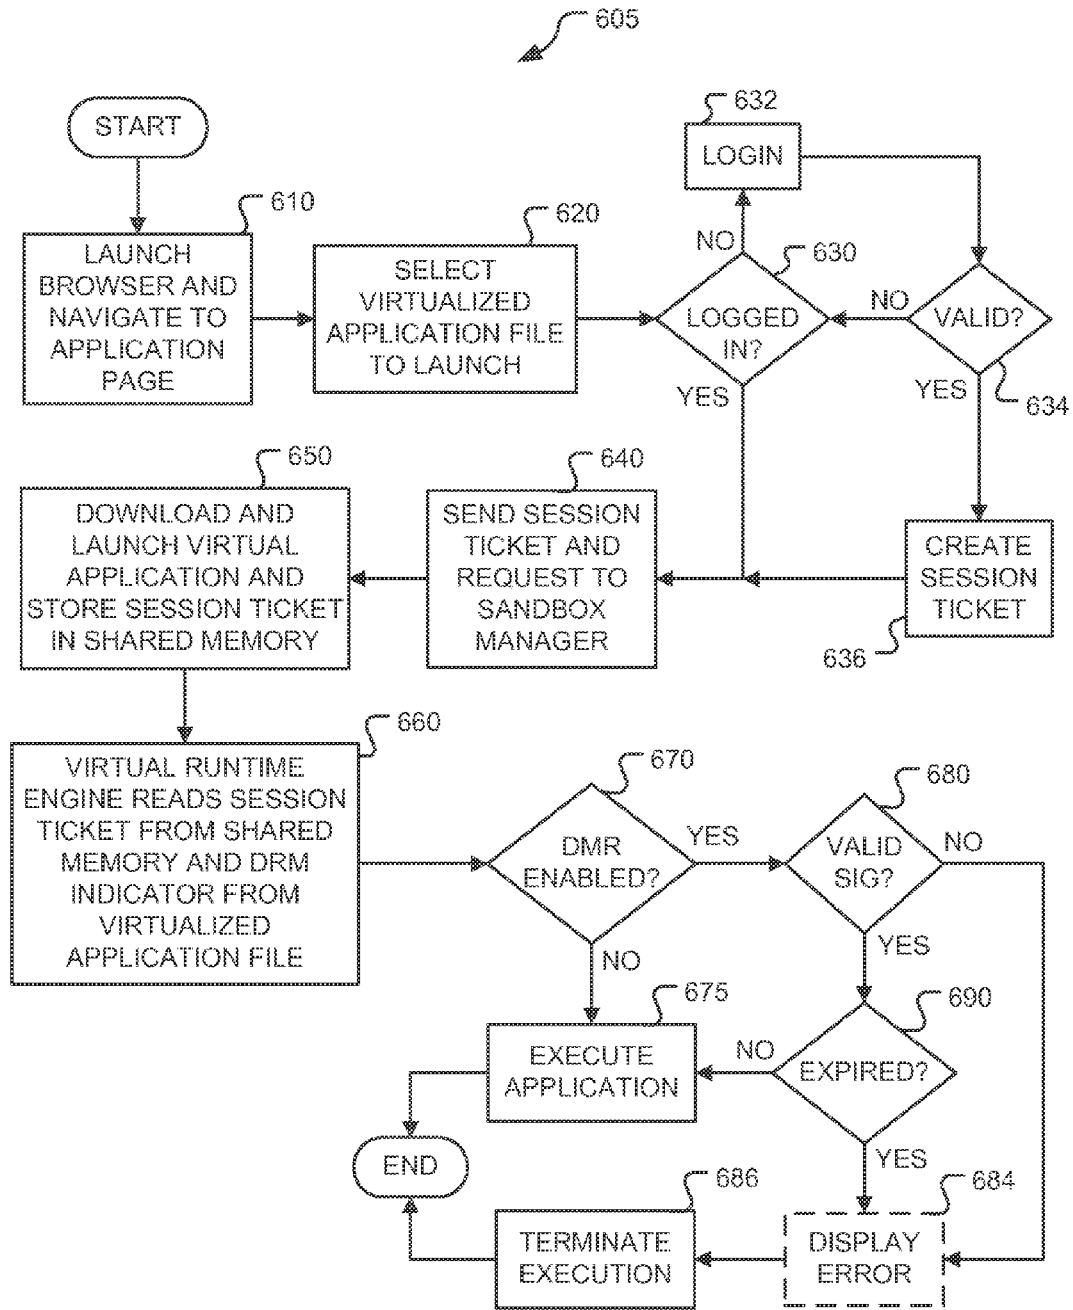 605
START
632
LOGIN
610
LAUNCH
BROWSER AND
NAVIGATE TO
APPLICATION
PAGE
620
SELECT
VIRTUALIZED
APPLICATION FILE
TO LAUNCH
NO
630
LOGGED
IN?
YES
NO
VALID?
YES
634
650
DOWNLOAD AND
LAUNCH VIRTUAL
APPLICATION AND
STORE SESSION TICKET
IN SHARED MEMORY
640
SEND SESSION
TICKET AND
REQUEST TO
SANDBOX
MANAGER
CREATE
SESSION
TICKET
636
660
VIRTUAL RUNTIME
ENGINE READS SESSION
TICKET FROM SHARED
MEMORY AND DRM
INDICATOR FROM
VIRTUALIZED
APPLICATION FILE
670
DMR
ENABLED?
YES
NO
680
VALID
SIG?
NO
YES
675
EXECUTE
APPLICATION
690
EXPIRED?
NO
YES
END
686
TERMINATE
EXECUTION
684
DISPLAY
ERROR